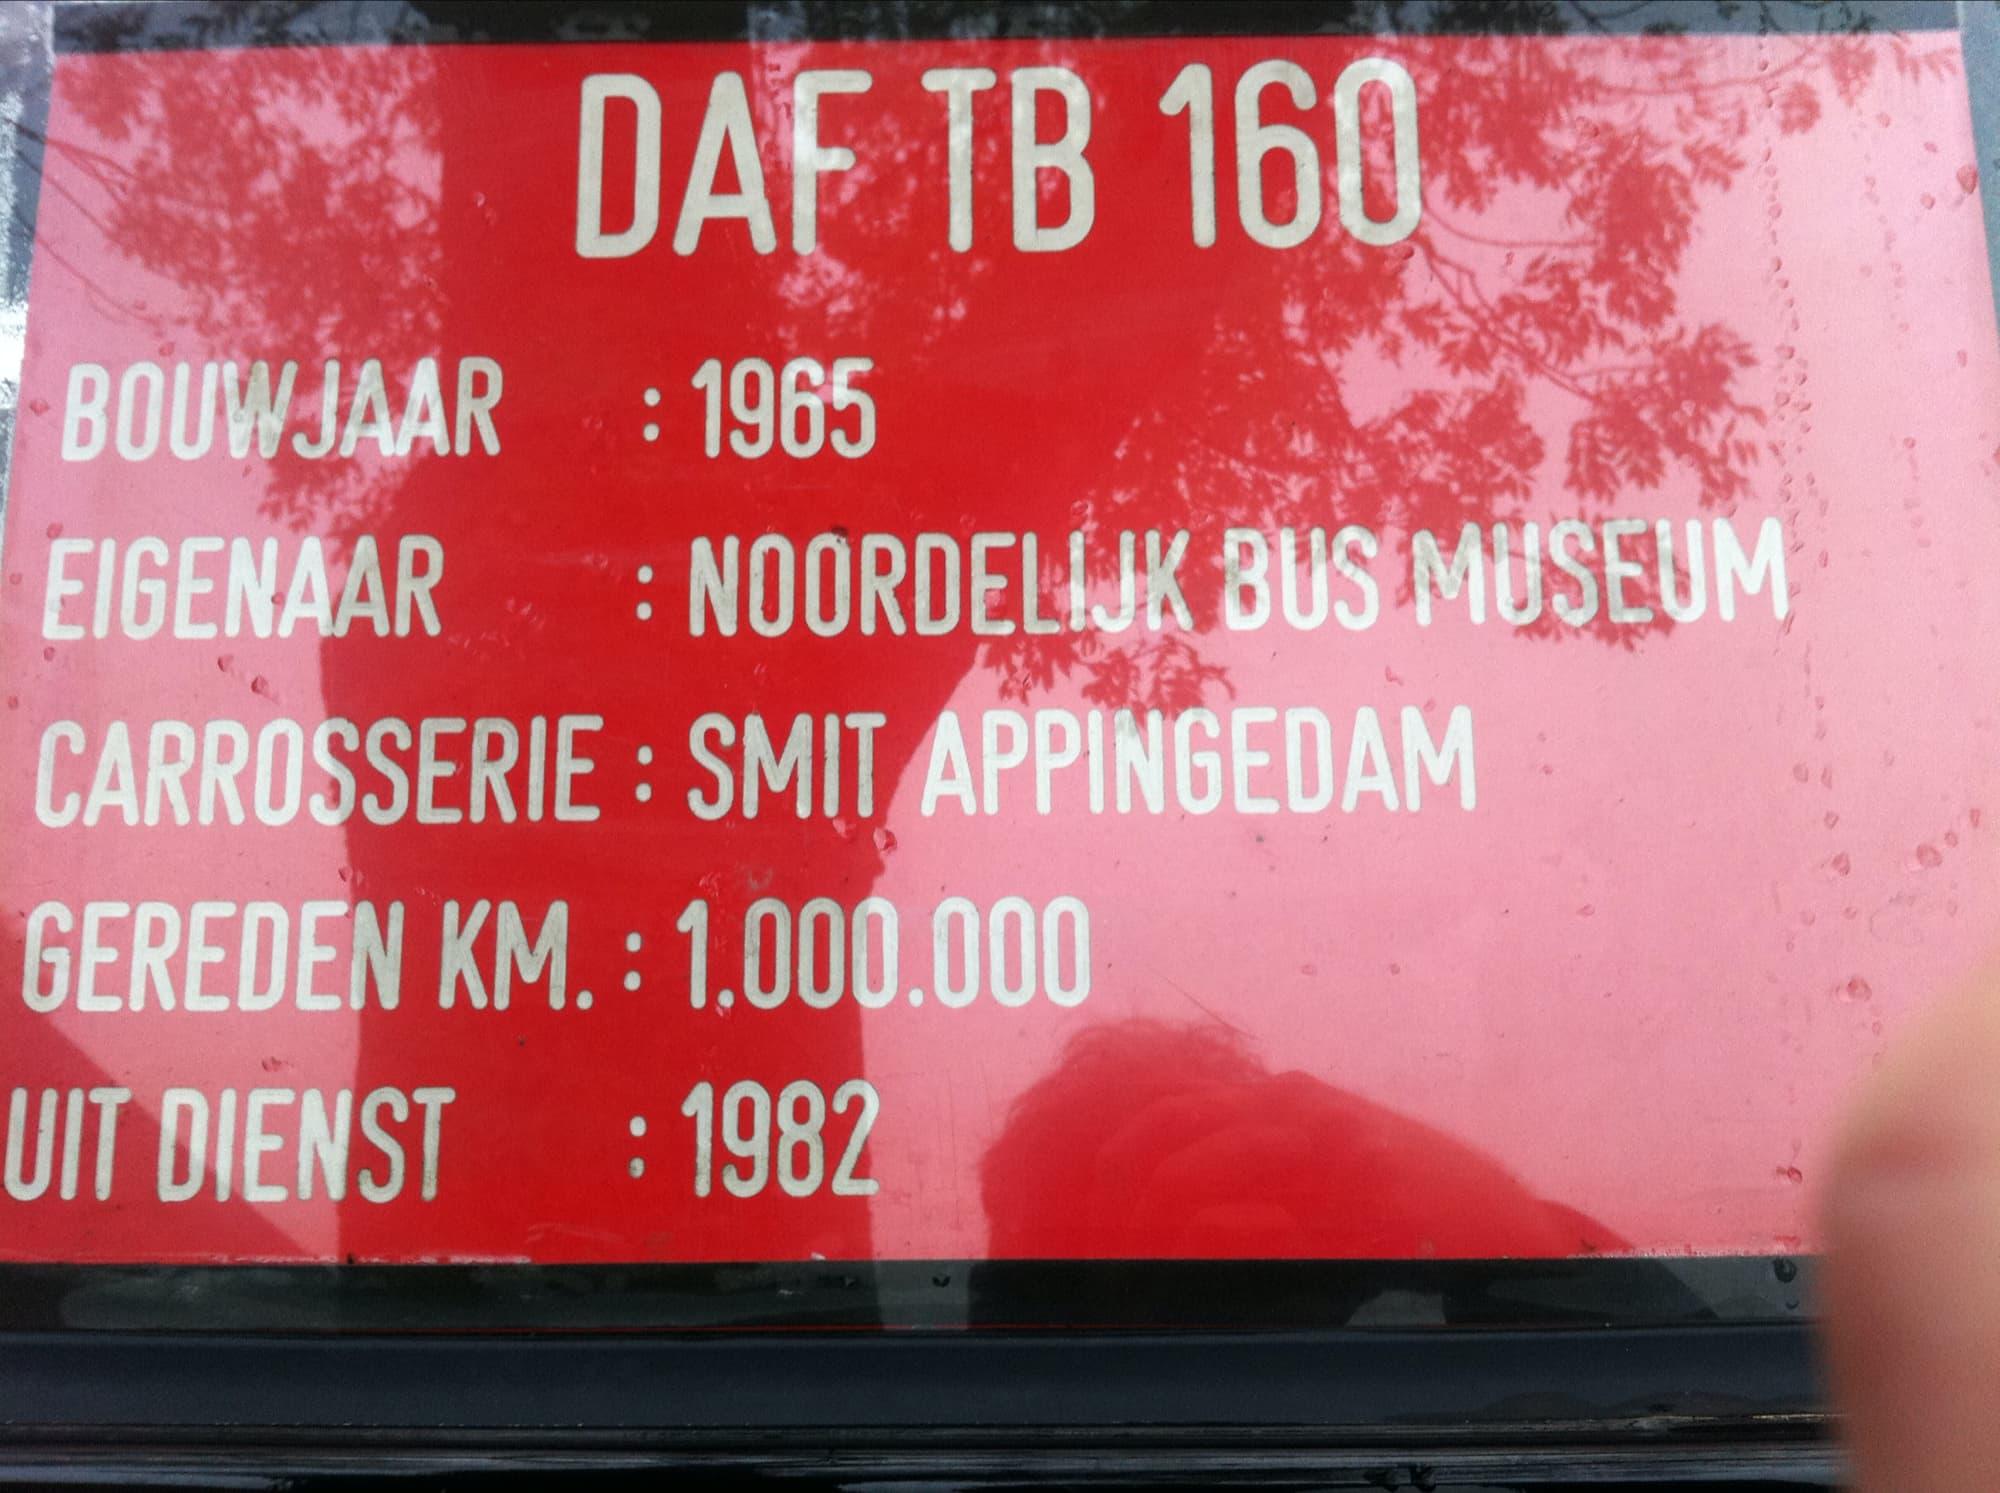 DAF TB 160
BOUWJAAR : 1965
EIGENAAR : NOORDELIJK BUS MUSEUM
CARROSSERIE : SMIT APPINGEDAM
GEREDEN KM. : 1.000.000
UIT DIENST : 1982